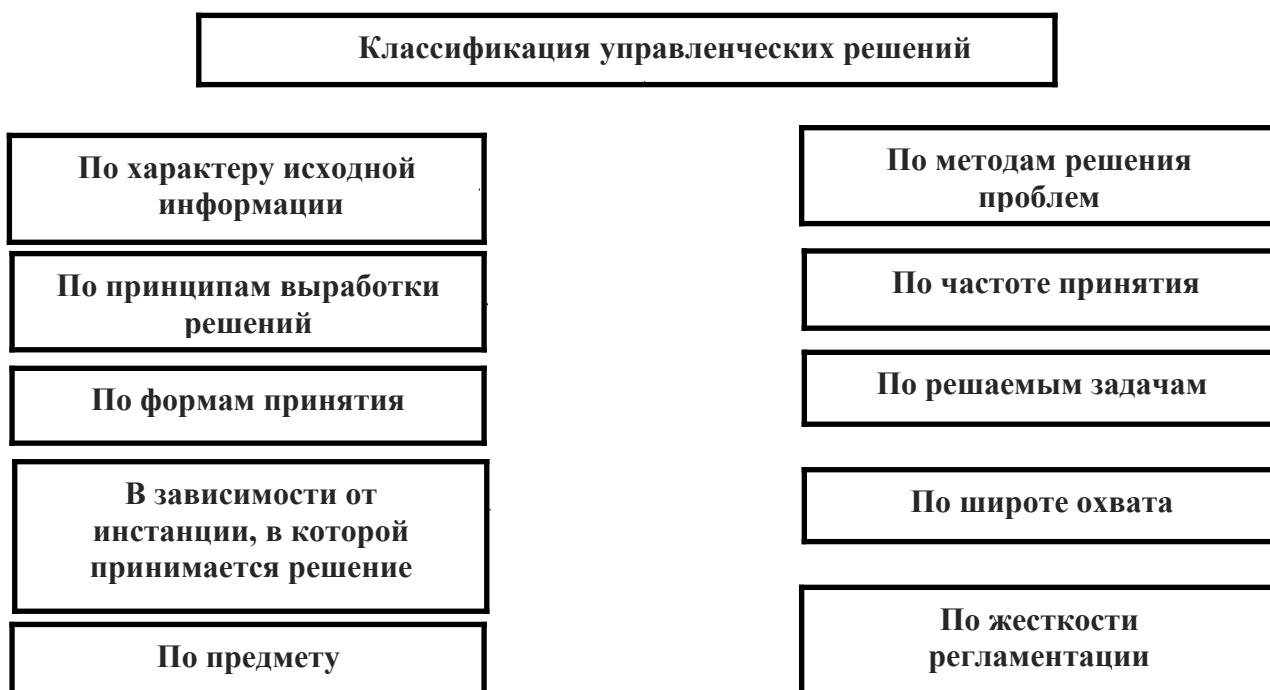 Классификация управленческих решений
По характеру исходной
информации
По принципам выработки
решений
По формам принятия
В зависимости от
инстанции, в которой
принимается решение
По предмету
По методам решения
проблем
По частоте принятия
По решаемым задачам
По широте охвата
По жесткости
регламентации